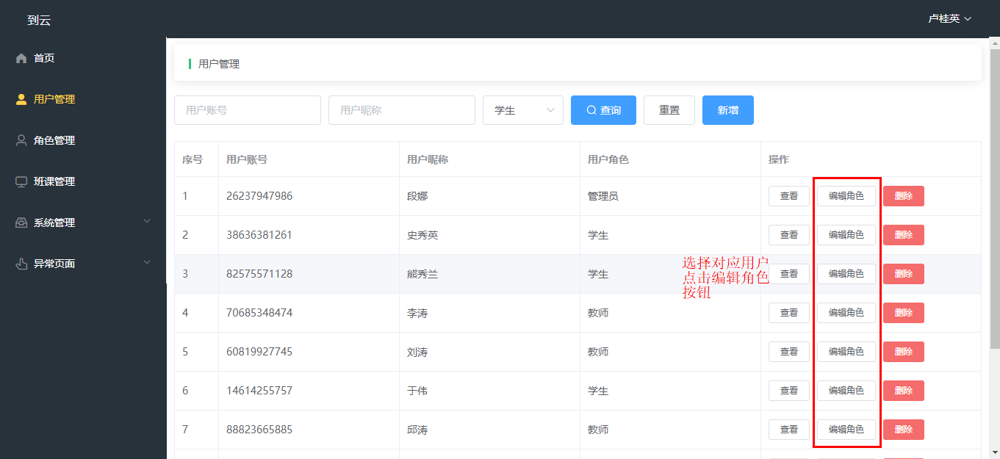 到云
卢桂英
首页
用户管理
角色管理
班课管理
系统管理
异常页面
用户管理
用户账号 用户昵称 学生 查询 重置 新增
序号 用户账号 用户昵称 用户角色 操作
1 26237947986 段娜 管理员 查看 编辑角色 删除
2 38636381261 史秀英 学生 查看 编辑角色 删除
3 82575571128 熊秀兰 学生 查看 编辑角色 删除
4 70685348474 李涛 教师 查看 编辑角色 删除
5 60819927745 刘涛 教师 查看 编辑角色 删除
6 14614255757 于伟 学生 查看 编辑角色 删除
7 88823665885 邱涛 教师 查看 编辑角色 删除
选择对应用户
点击编辑角色
按钮